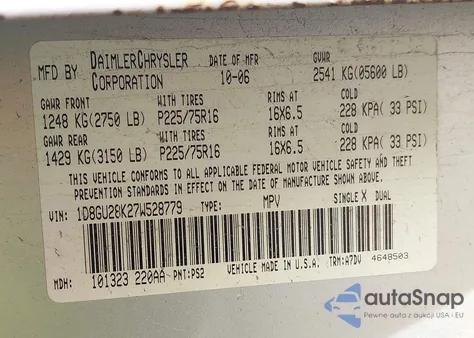 MFD BY DAIMLERCHRYSLER CORPORATION DATE OF MFR 10-06 GVWR 2541 KG(05600 LB)
GAWR FRONT WITH TIRES RIMS AT COLD
1248 KG(2750 LB) P225/75R16 16X6.5 228 KPA( 33 PSI)
GAWR REAR WITH TIRES RIMS AT COLD
1429 KG(3150 LB) P225/75R16 16X6.5 228 KPA( 33 PSI)
THIS VEHICLE CONFORMS TO ALL APPLICABLE FEDERAL MOTOR VEHICLE SAFETY AND THEFT
PREVENTION STANDARDS IN EFFECT ON THE DATE OF MANUFACTURE SHOWN ABOVE.
VIN: 1D8GU28K27W528779 TYPE: MPV SINGLE X DUAL
MDH: 101323 220AA PNT:PS2 VEHICLE MADE IN U.S.A. TRM:A7DV 4648503
autoSnap
Pewne auta z aukcji USA i EU